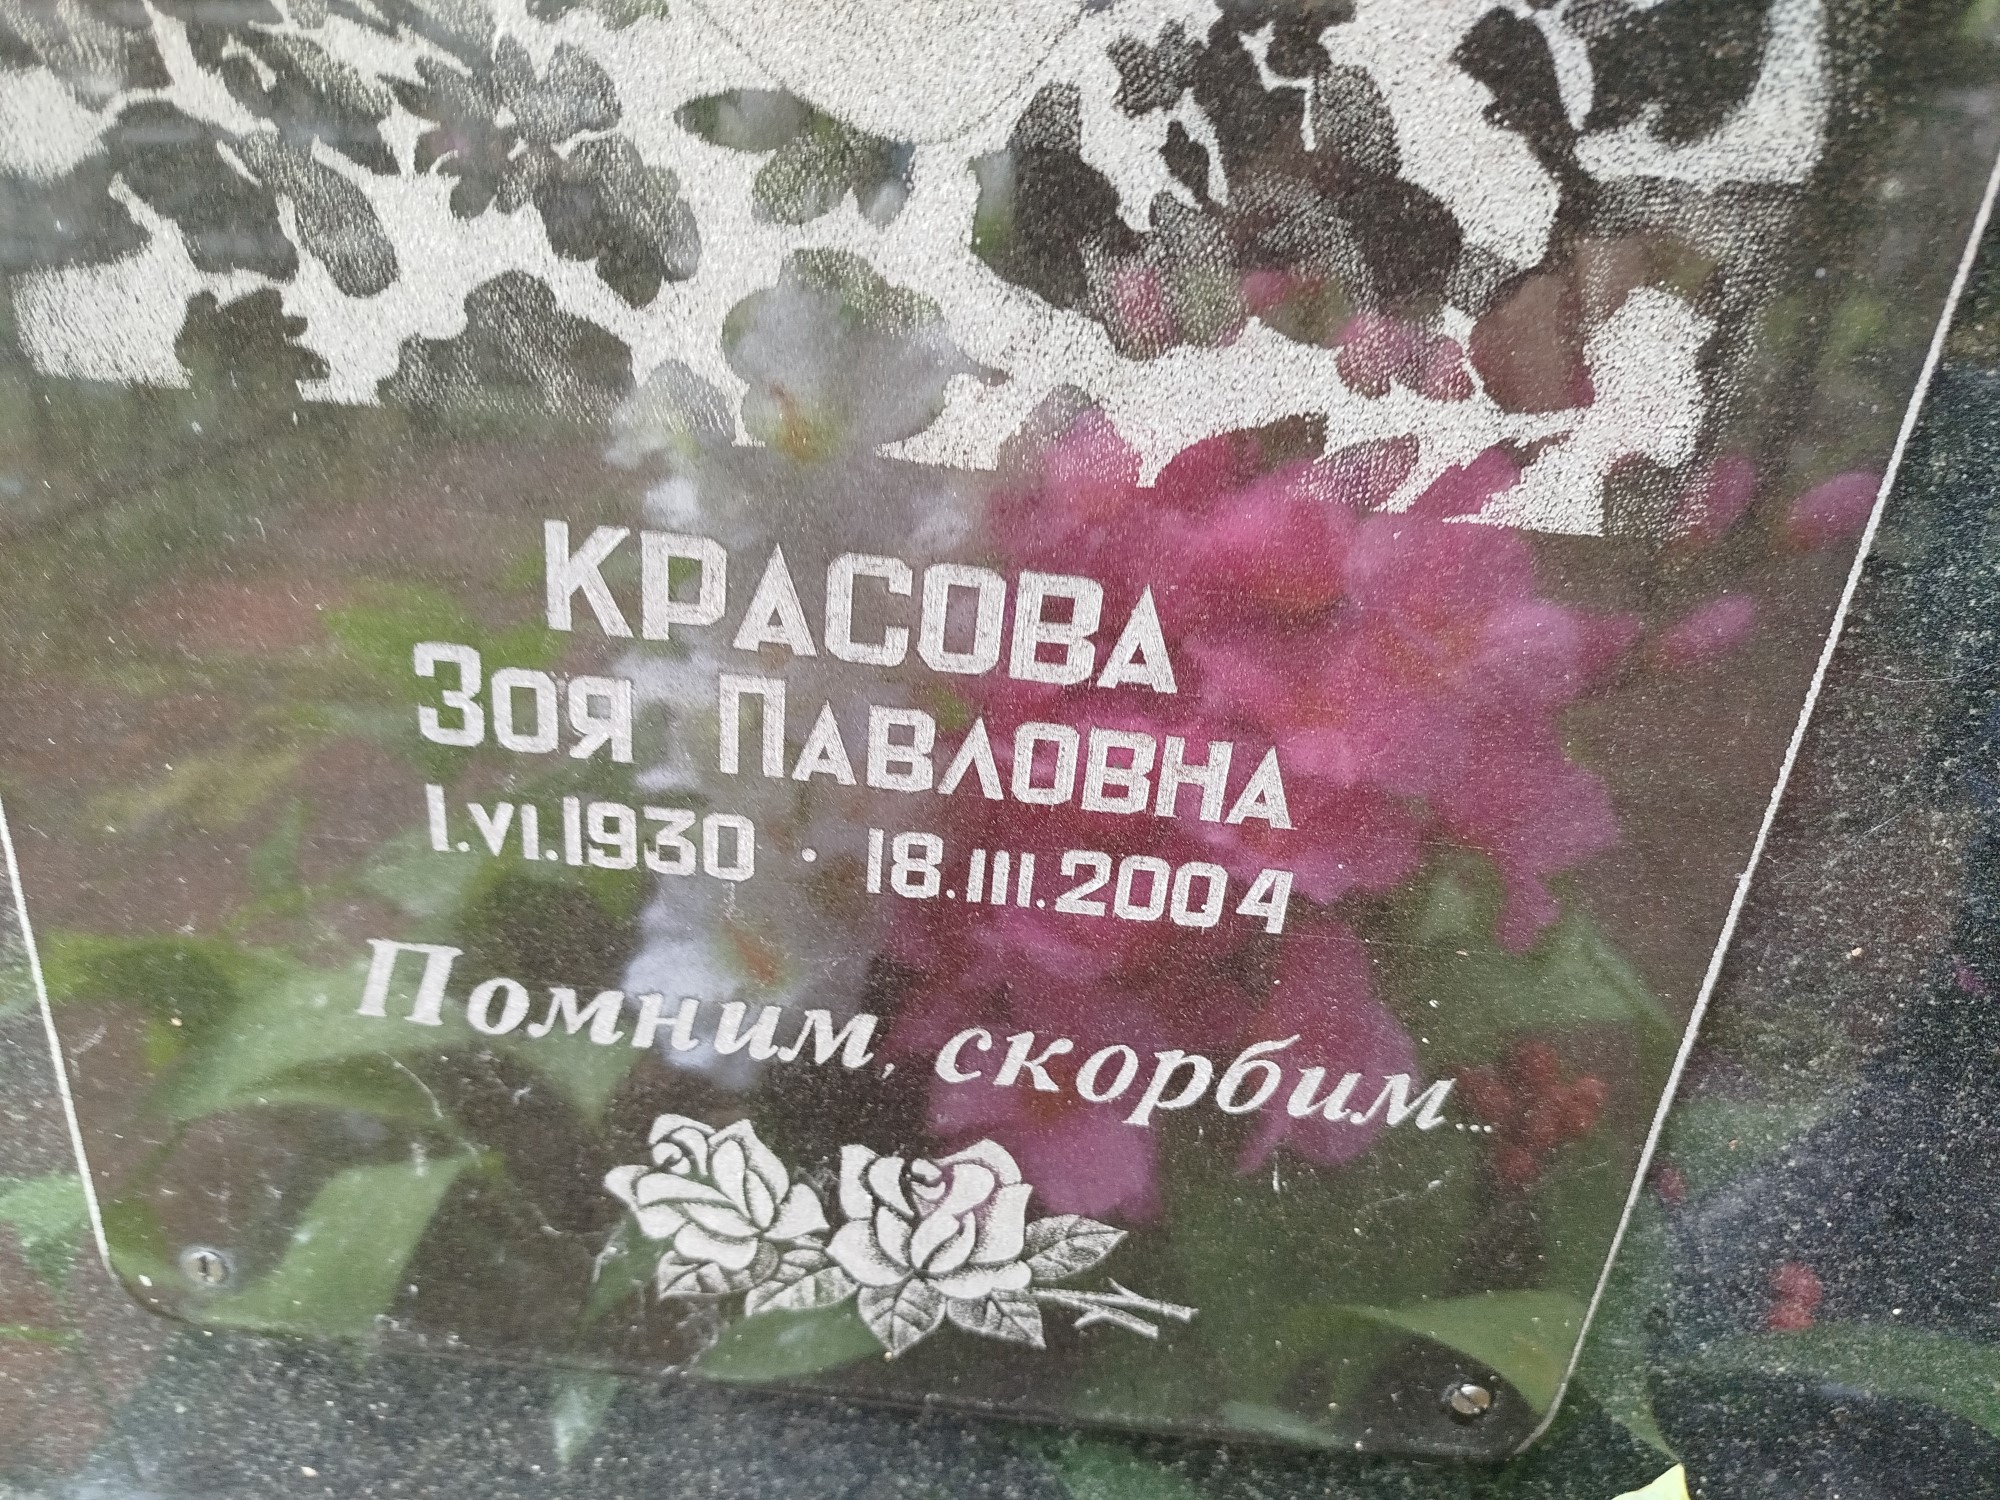 КРАСОВА
Зоя Павловна
1.VI.1930 · 18.III.2004
Помним, скорбим...